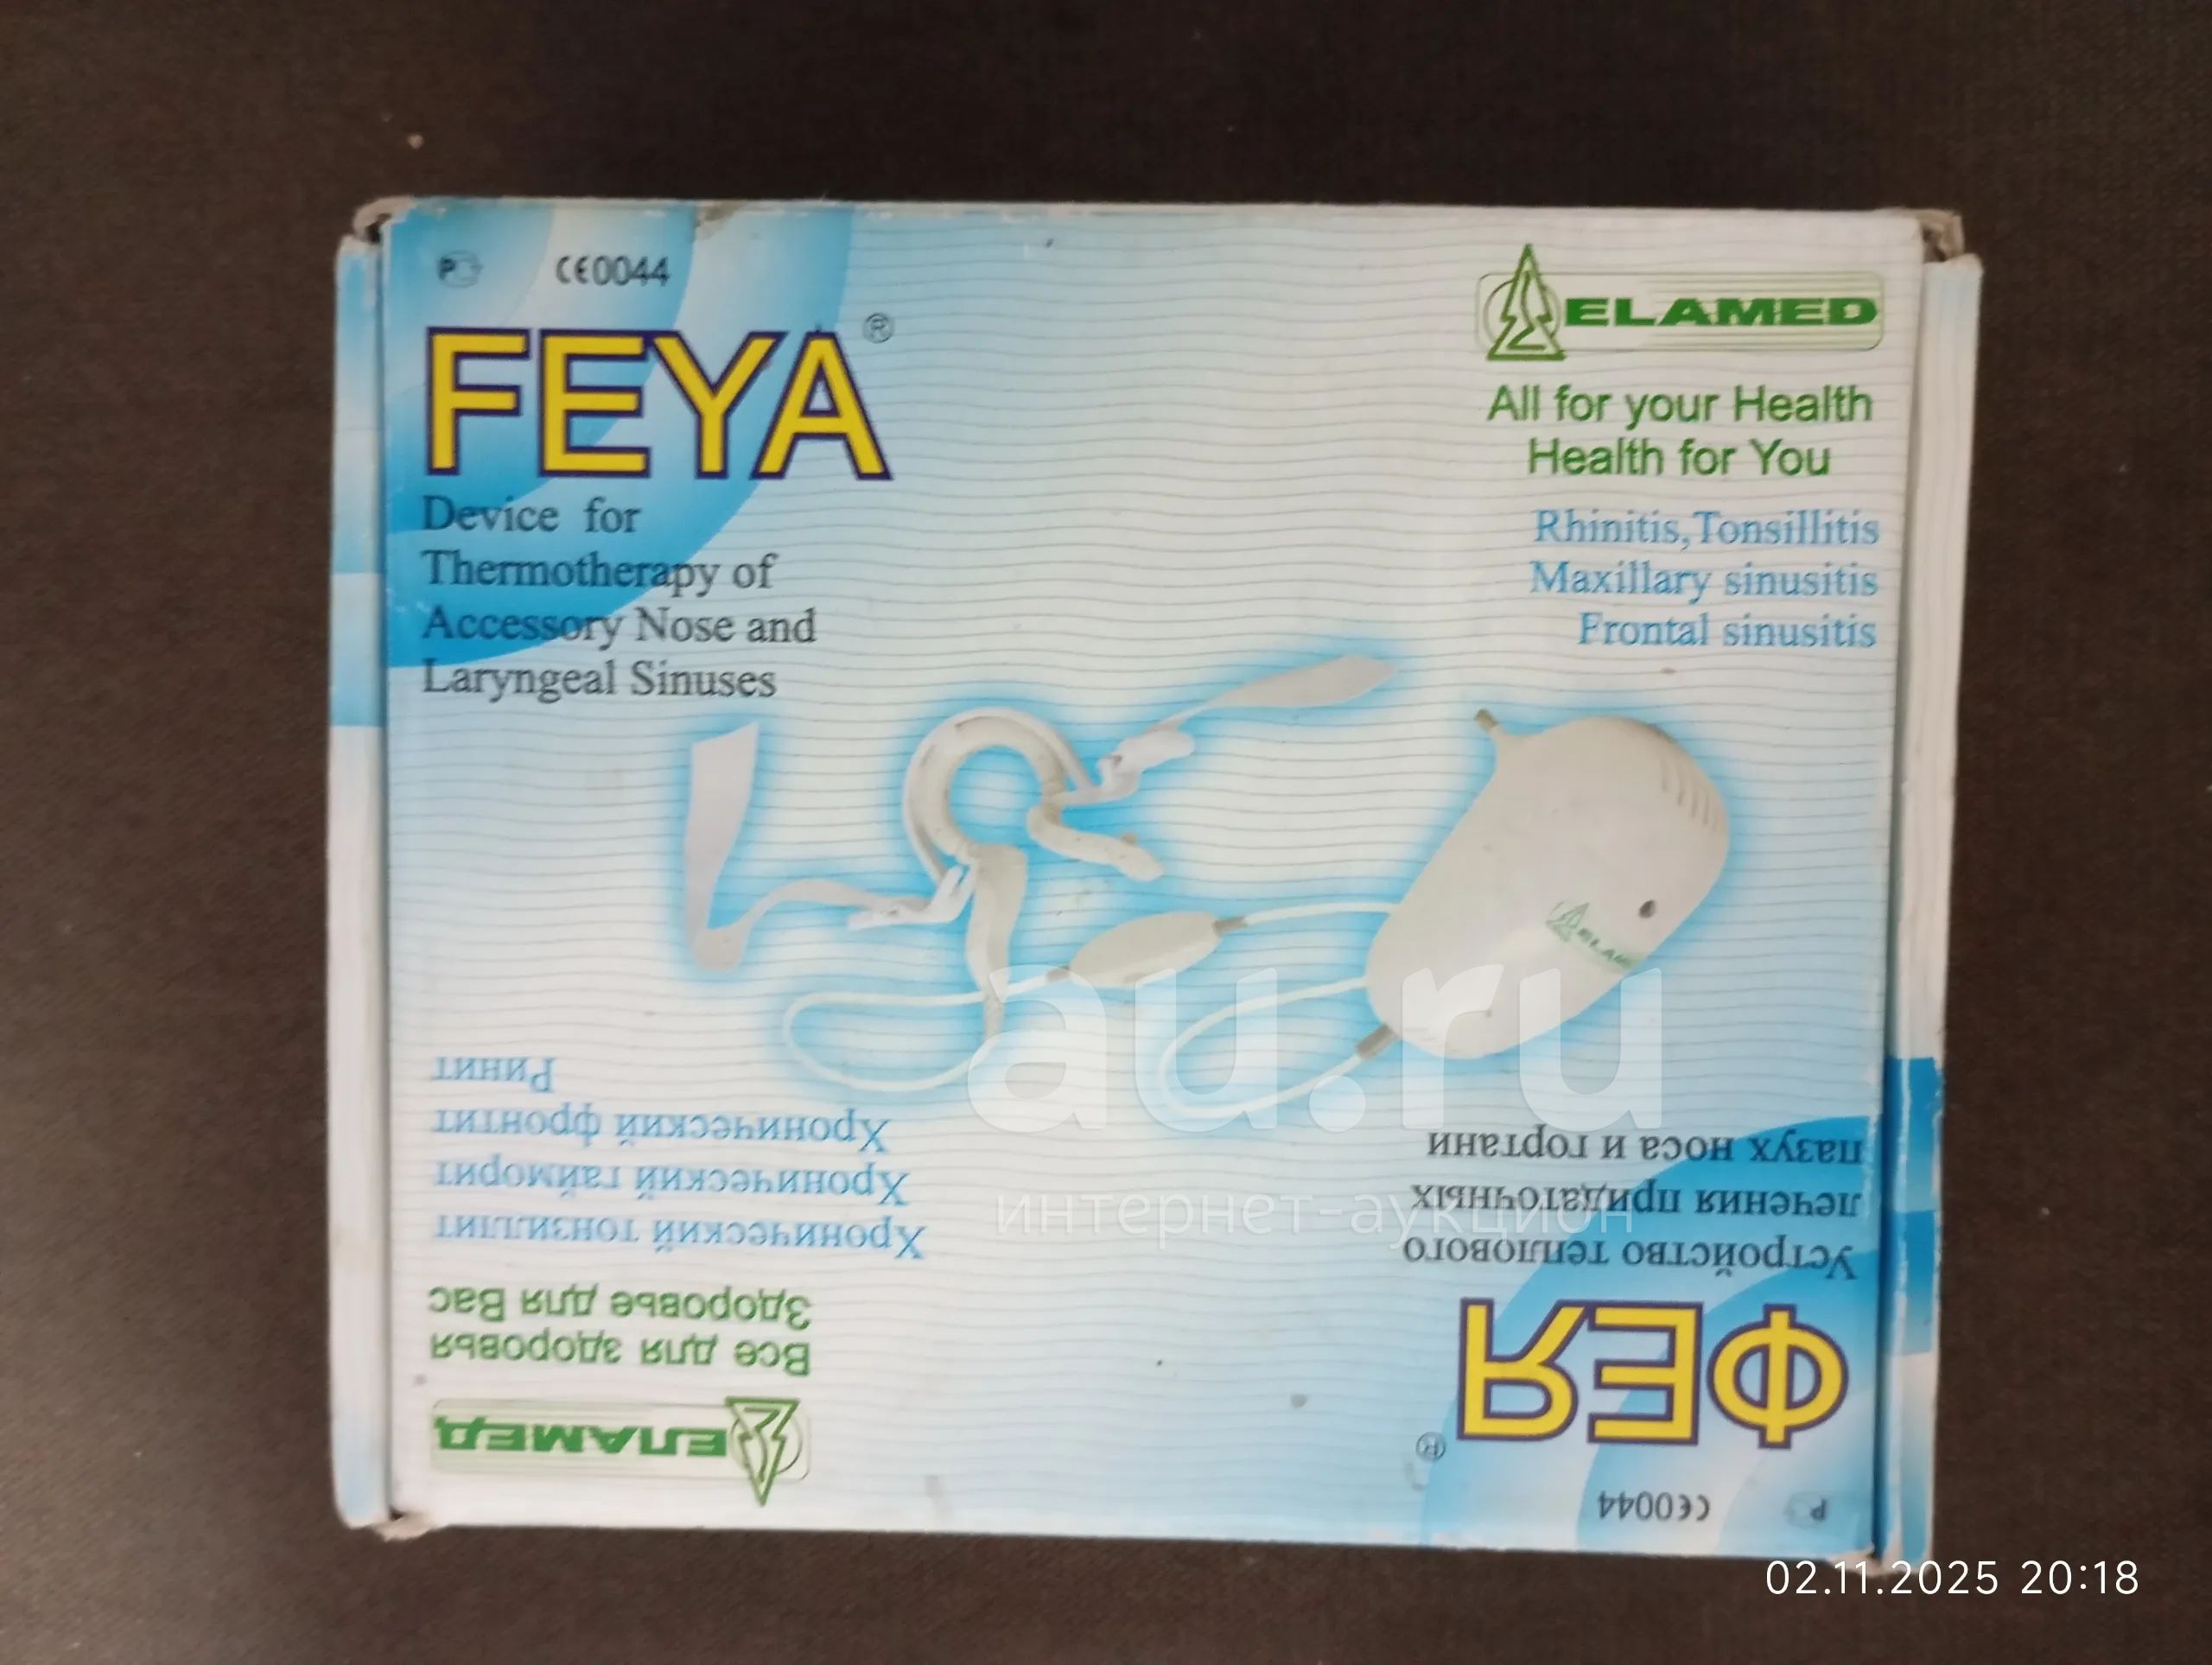 P
CE0044
FEYA®
Device for
Thermotherapy of
Accessory Nose and
Laryngeal Sinuses
ELAMED
All for your Health
Health for You
Rhinitis, Tonsillitis
Maxillary sinusitis
Frontal sinusitis
ELAMED
au.ru
интернет-аукцион
P
CE0044
ФЕЯ®
Устройство теплового
лечения придаточных
пазух носа и гортани
ЕЛАМЕД
Все для здоровья
Здоровье для Вас
Хронический тонзиллит
Хронический гайморит
Хронический фронтит
Ринит
02.11.2025 20:18